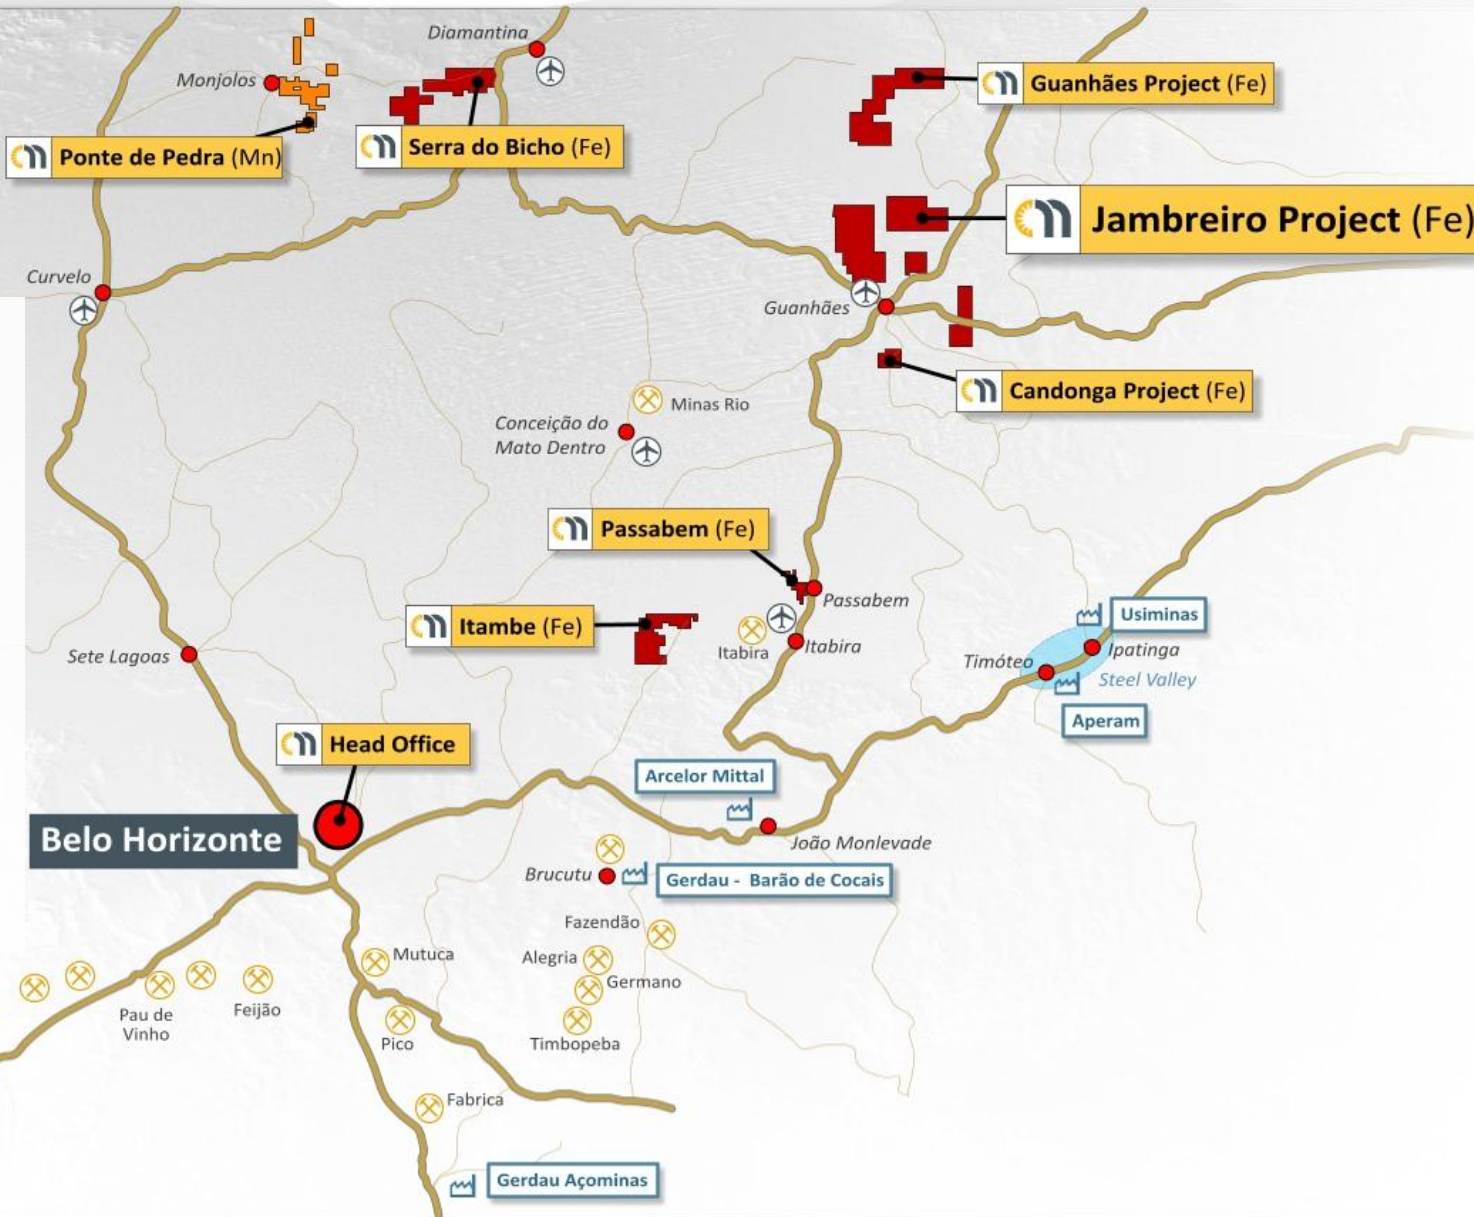 Diamantina
Monjolos
Guanhães Project (Fe)
Ponte de Pedra (Mn)
Serra do Bicho (Fe)
Jambreiro Project (Fe)
Curvelo
Guanhães
Candonga Project (Fe)
Minas Rio
Conceição do
Mato Dentro
Passabem (Fe)
Passabem
Itambe (Fe)
Usiminas
Itabira
Itabira
Ipatinga
Timóteo
Steel Valley
Sete Lagoas
Aperam
Head Office
Arcelor Mittal
Belo Horizonte
João Monlevade
Brucutu
Gerdau - Barão de Cocais
Fazendão
Mutuca
Alegria
Germano
Feijão
Pau de
Vinho
Pico
Timbopeba
Fabrica
Gerdau Açominas